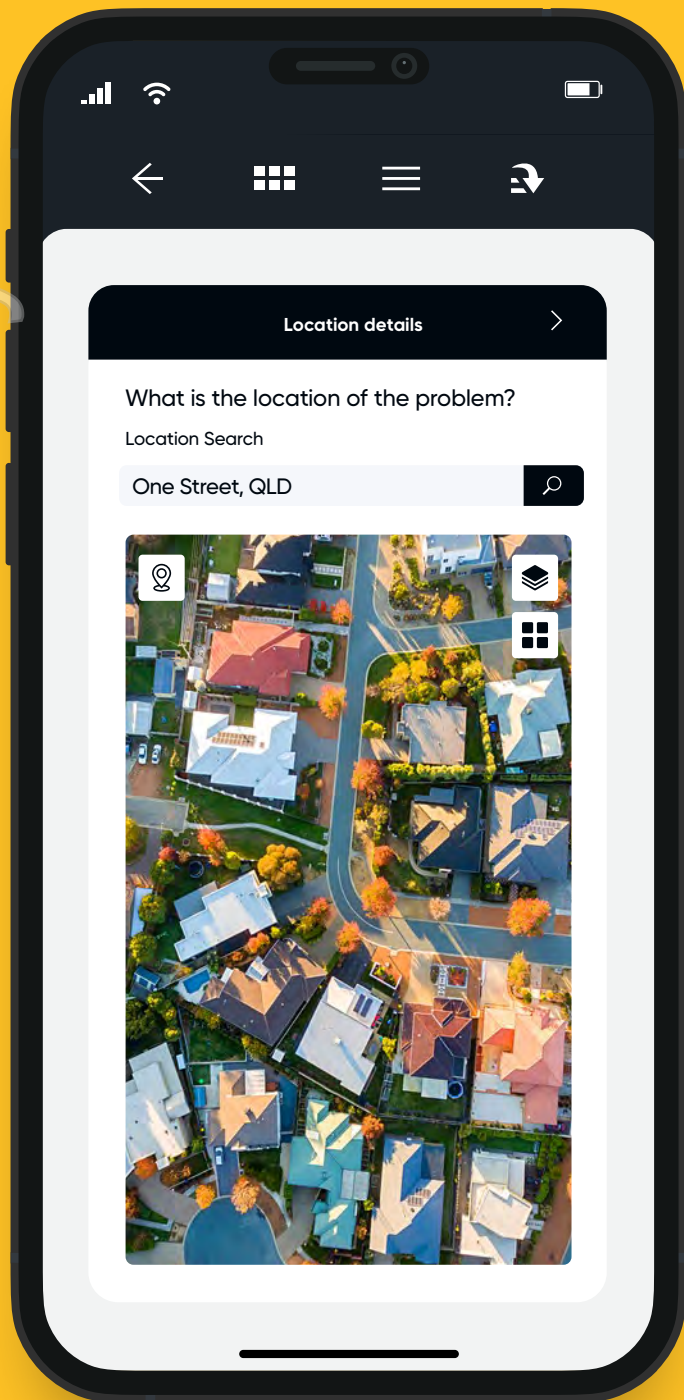 Location details
What is the location of the problem?
Location Search
One Street, QLD